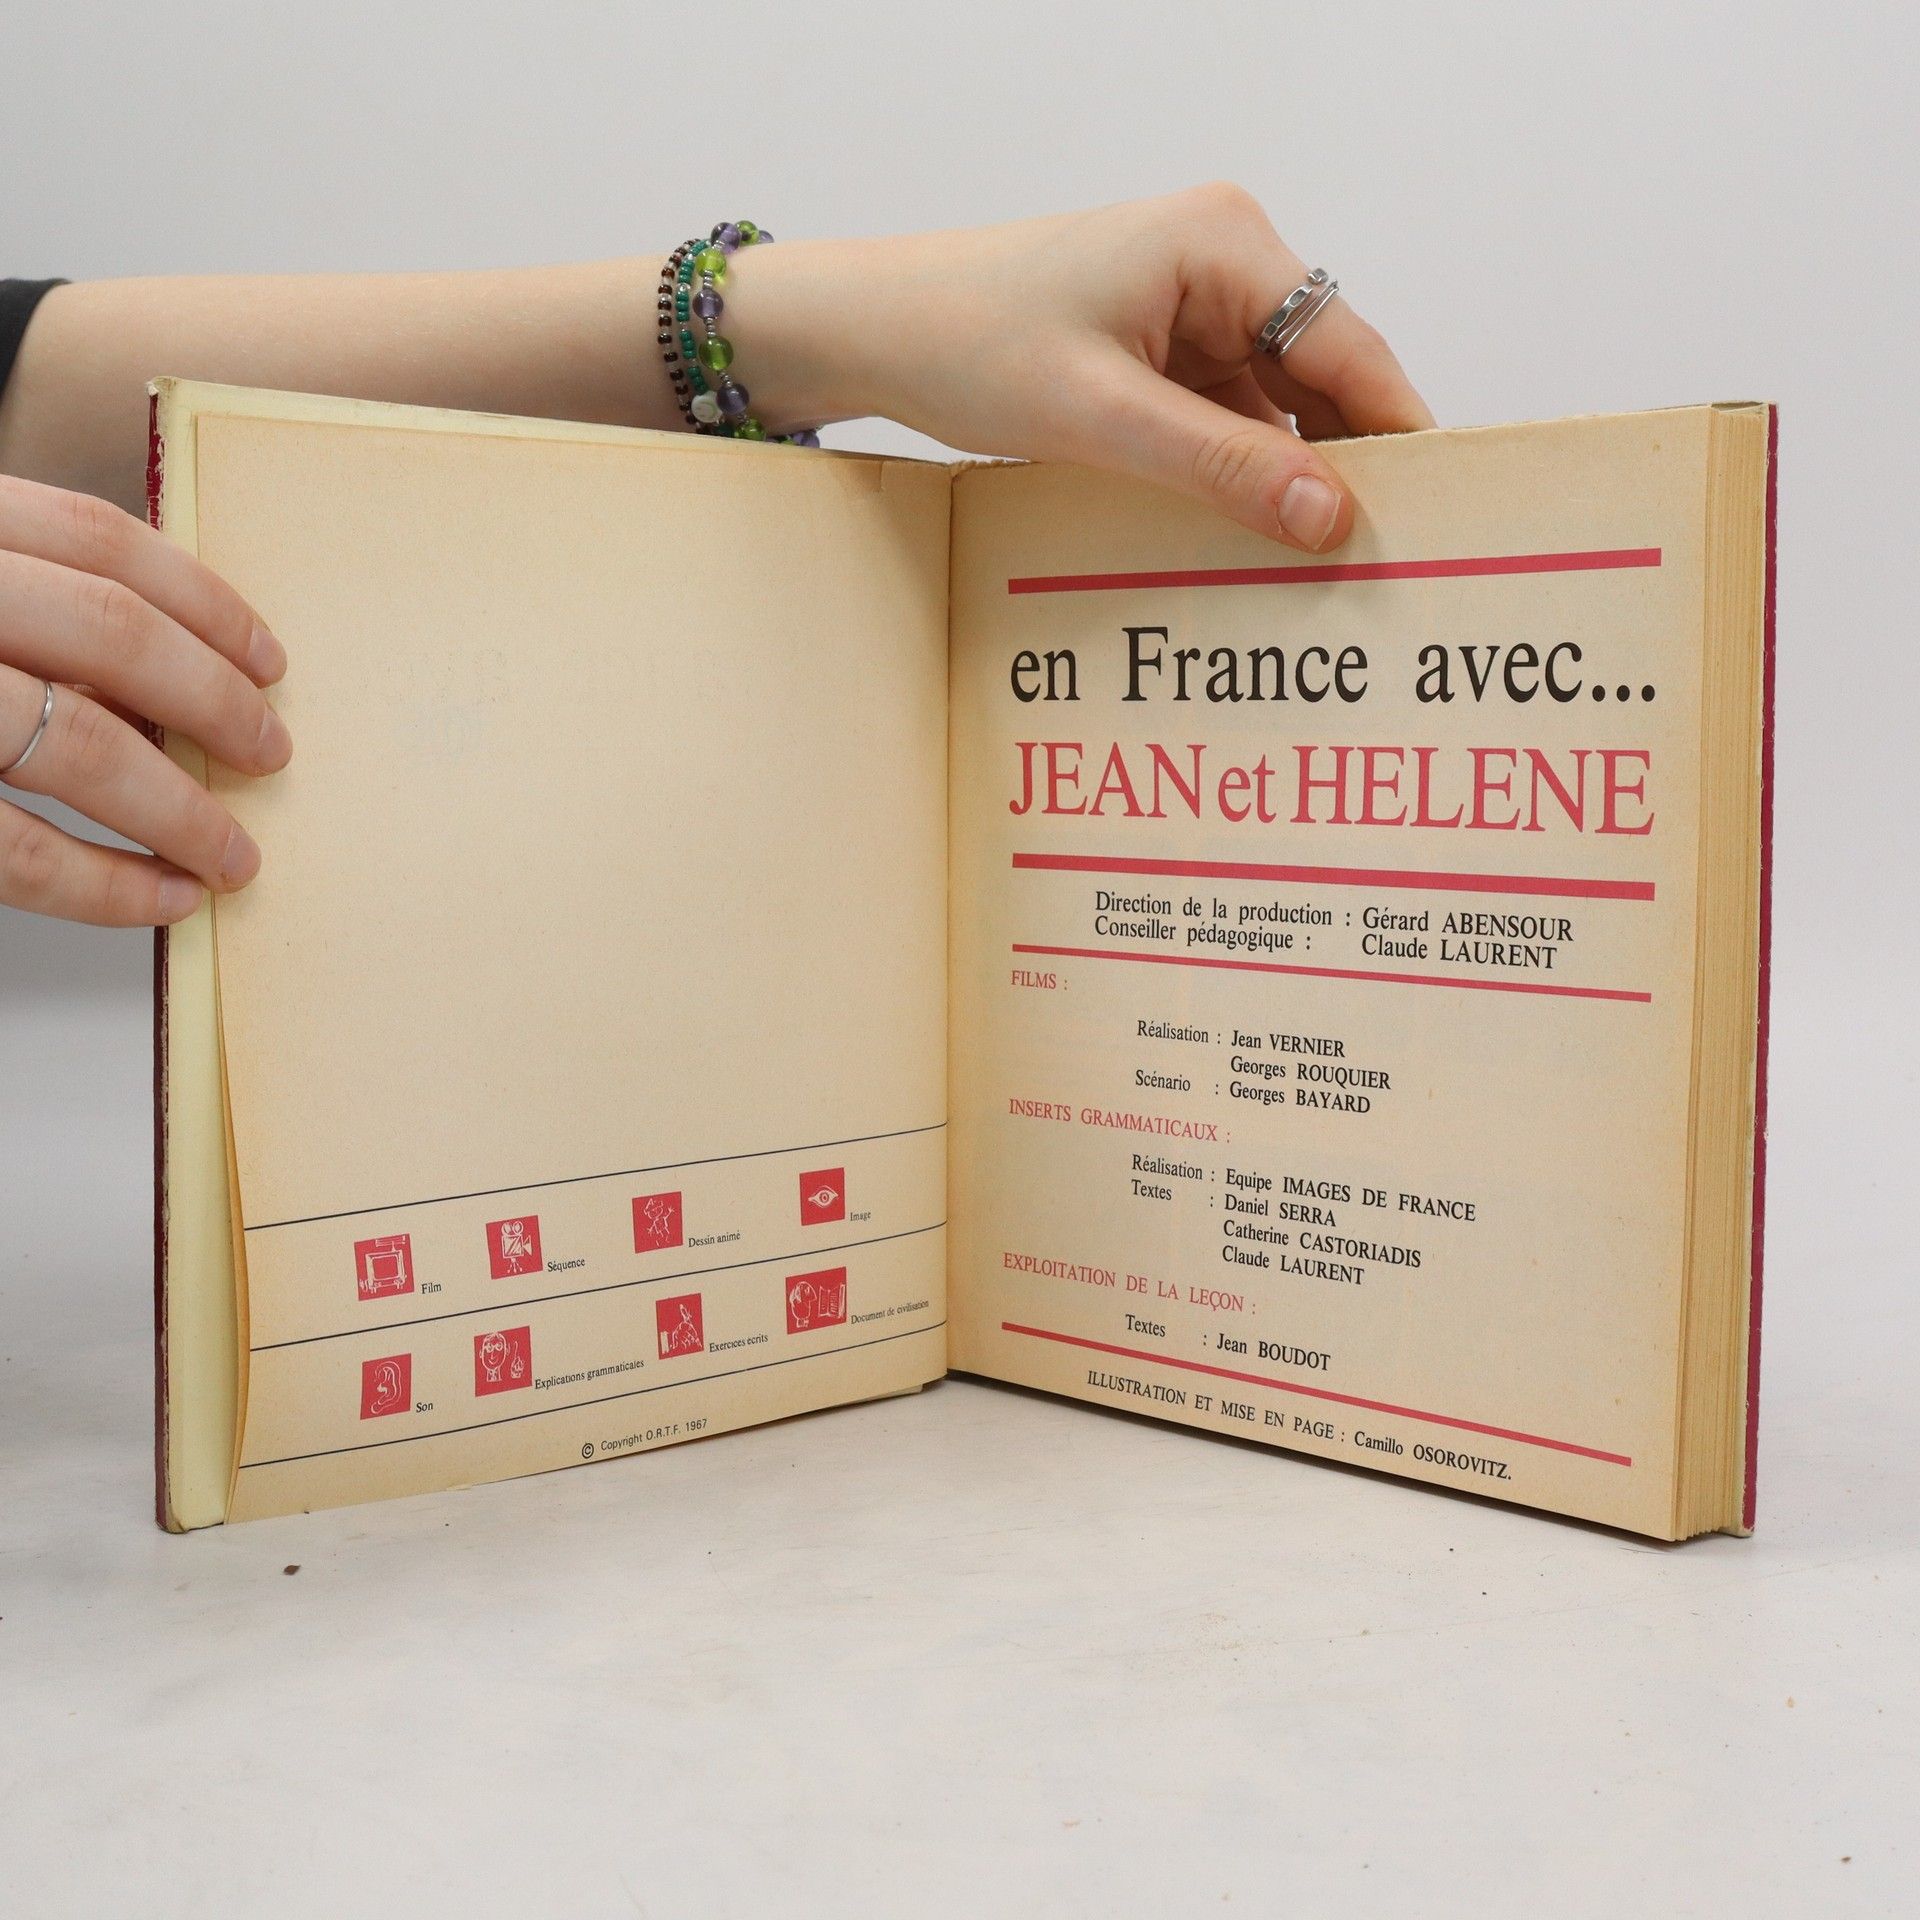 Film
Séquence
Dessin animé
Image
Son
Explications grammaticales
Exercices écrits
Document de civilisation
© Copyright O.R.T.F. 1967
en France avec...
JEAN et HELENE
Direction de la production : Gérard ABENSOUR
Conseiller pédagogique : Claude LAURENT
FILMS :
Réalisation : Jean VERNIER
Georges ROUQUIER
Scénario : Georges BAYARD
INSERTS GRAMMATICAUX :
Réalisation : Equipe IMAGES DE FRANCE
Textes : Daniel SERRA
Catherine CASTORIADIS
Claude LAURENT
EXPLOITATION DE LA LEÇON :
Textes : Jean BOUDOT
ILLUSTRATION ET MISE EN PAGE : Camillo OSOROVITZ.